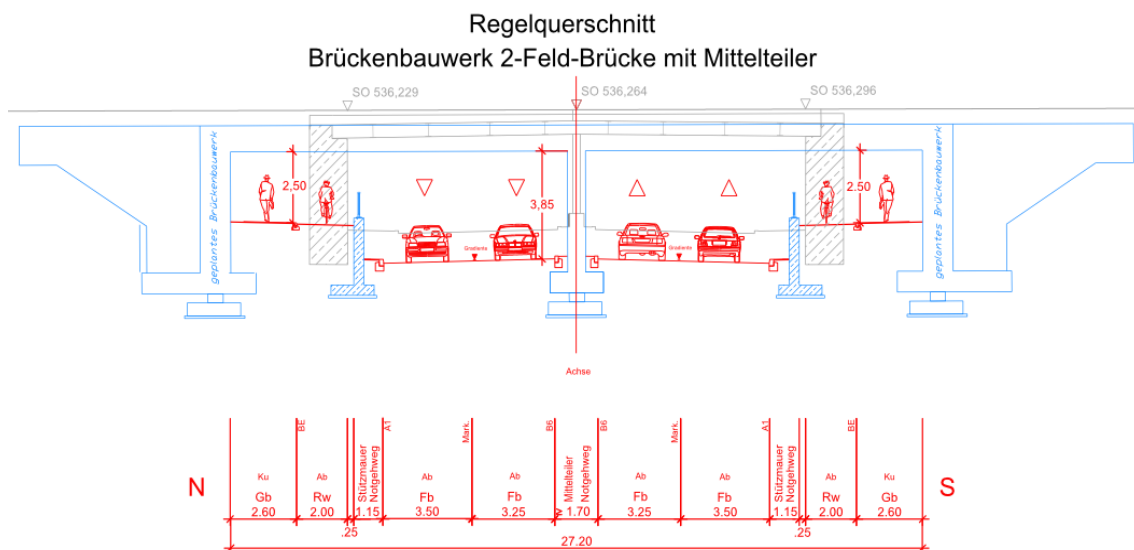 Regelquerschnitt
Brückenbauwerk 2-Feld-Brücke mit Mittelteiler
SO 536,229
SO 536,264
SO 536,296
geplantes Brückenbauwerk
geplantes Brückenbauwerk
2,50
3,85
2.50
Gradiente
Gradiente
Achse
BE
A1
Mark.
B6
B6
Mark.
A1
BE
Stützmauer
Notgehweg
Mittelteiler
Notgehweg
Stützmauer
Notgehweg
Ku Ab Ab Ab Ab Ab Ab Ku
N Gb Rw Fb Fb Fb Fb Rw Gb S
2.60 2.00 1.15 3.50 3.25 ≥ 1.70 3.25 3.50 1.15 2.00 2.60
.25 .25
27.20